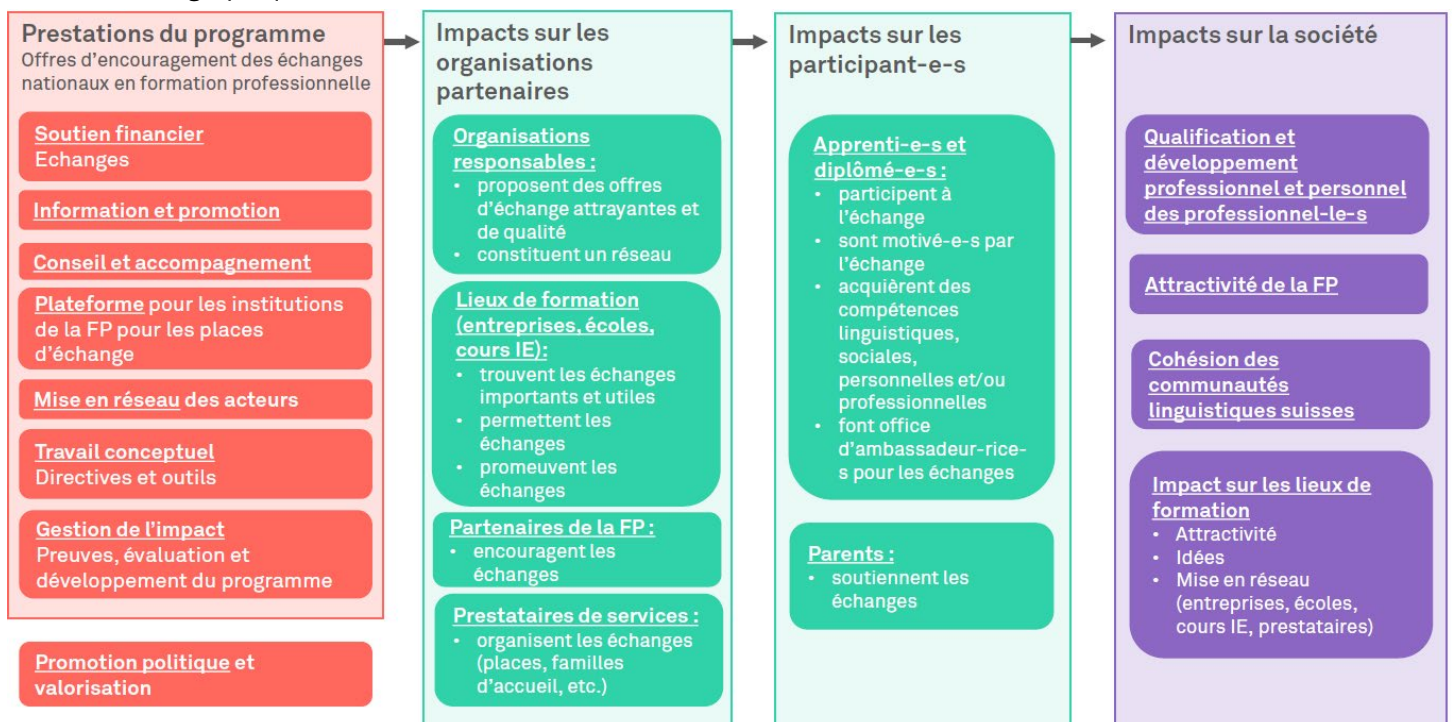 Prestations du programme
Offres d'encouragement des échanges
nationaux en formation professionnelle
Soutien financier
Echanges
Information et promotion
Conseil et accompagnement
Plateforme pour les institutions
de la FP pour les places
d'échange
Mise en réseau des acteurs
Travail conceptuel
Directives et outils
Gestion de l'impact
Preuves, évaluation et
développement du programme
Promotion politique et
valorisation
Impacts sur les
organisations
partenaires
Organisations
responsables :
• proposent des offres
d'échange attrayantes et
de qualité
• constituent un réseau
Lieux de formation
(entreprises, écoles,
cours IE):
• trouvent les échanges
importants et utiles
• permettent les
échanges
• promeuvent les
échanges
Partenaires de la FP :
• encouragent les
échanges
Prestataires de services :
• organisent les échanges
(places, familles
d'accueil, etc.)
Impacts sur les
participant-e-s
Apprenti-e-s et
diplômé-e-s :
• participent à
l'échange
• sont motivé-e-s par
l'échange
• acquièrent des
compétences
linguistiques,
sociales,
personnelles et/ou
professionnelles
• font office
d'ambassadeur-rice-
s pour les échanges
Parents :
• soutiennent les
échanges
Impacts sur la société
Qualification et
développement
professionnel et personnel
des professionnel-le-s
Attractivité de la FP
Cohésion des
communautés
linguistiques suisses
Impact sur les lieux de
formation
• Attractivité
• Idées
• Mise en réseau
(entreprises, écoles,
cours IE, prestataires)